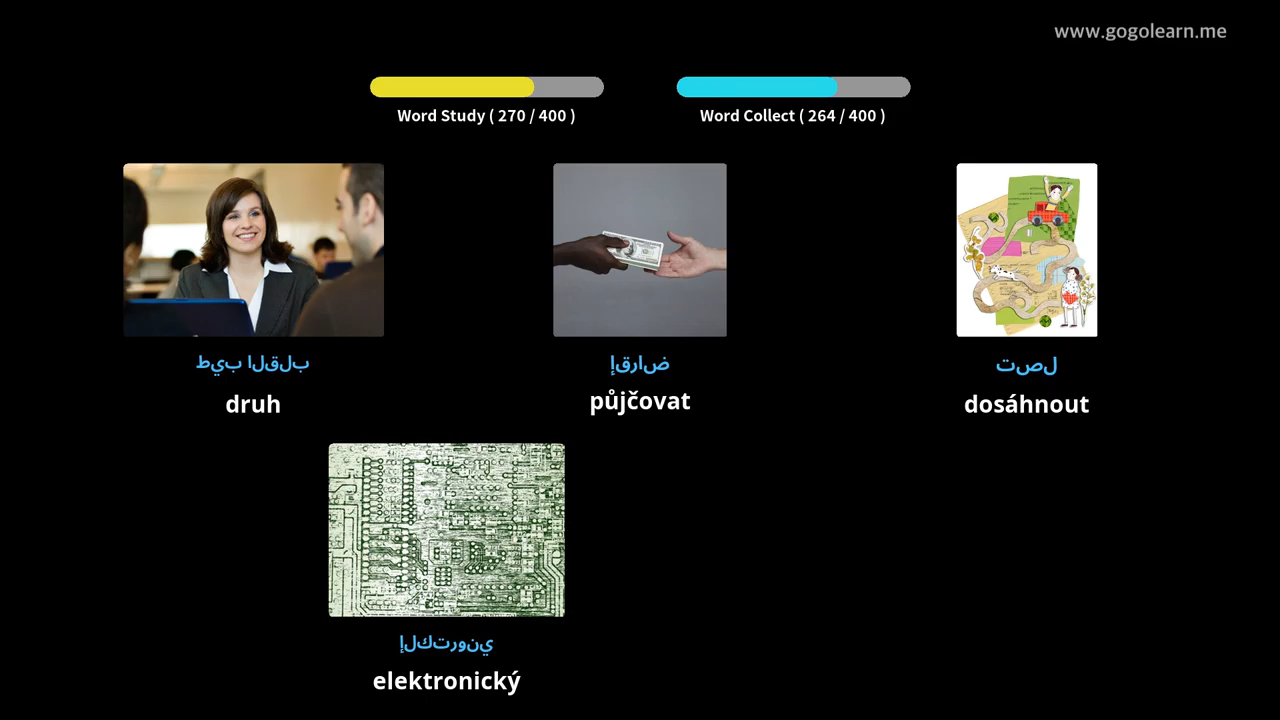 www.gogolearn.me
Word Study ( 270 / 400 )
Word Collect ( 264 / 400 )
طيب القلب
druh
إقراض
půjčovat
تصل
dosáhnout
إلكتروني
elektronický